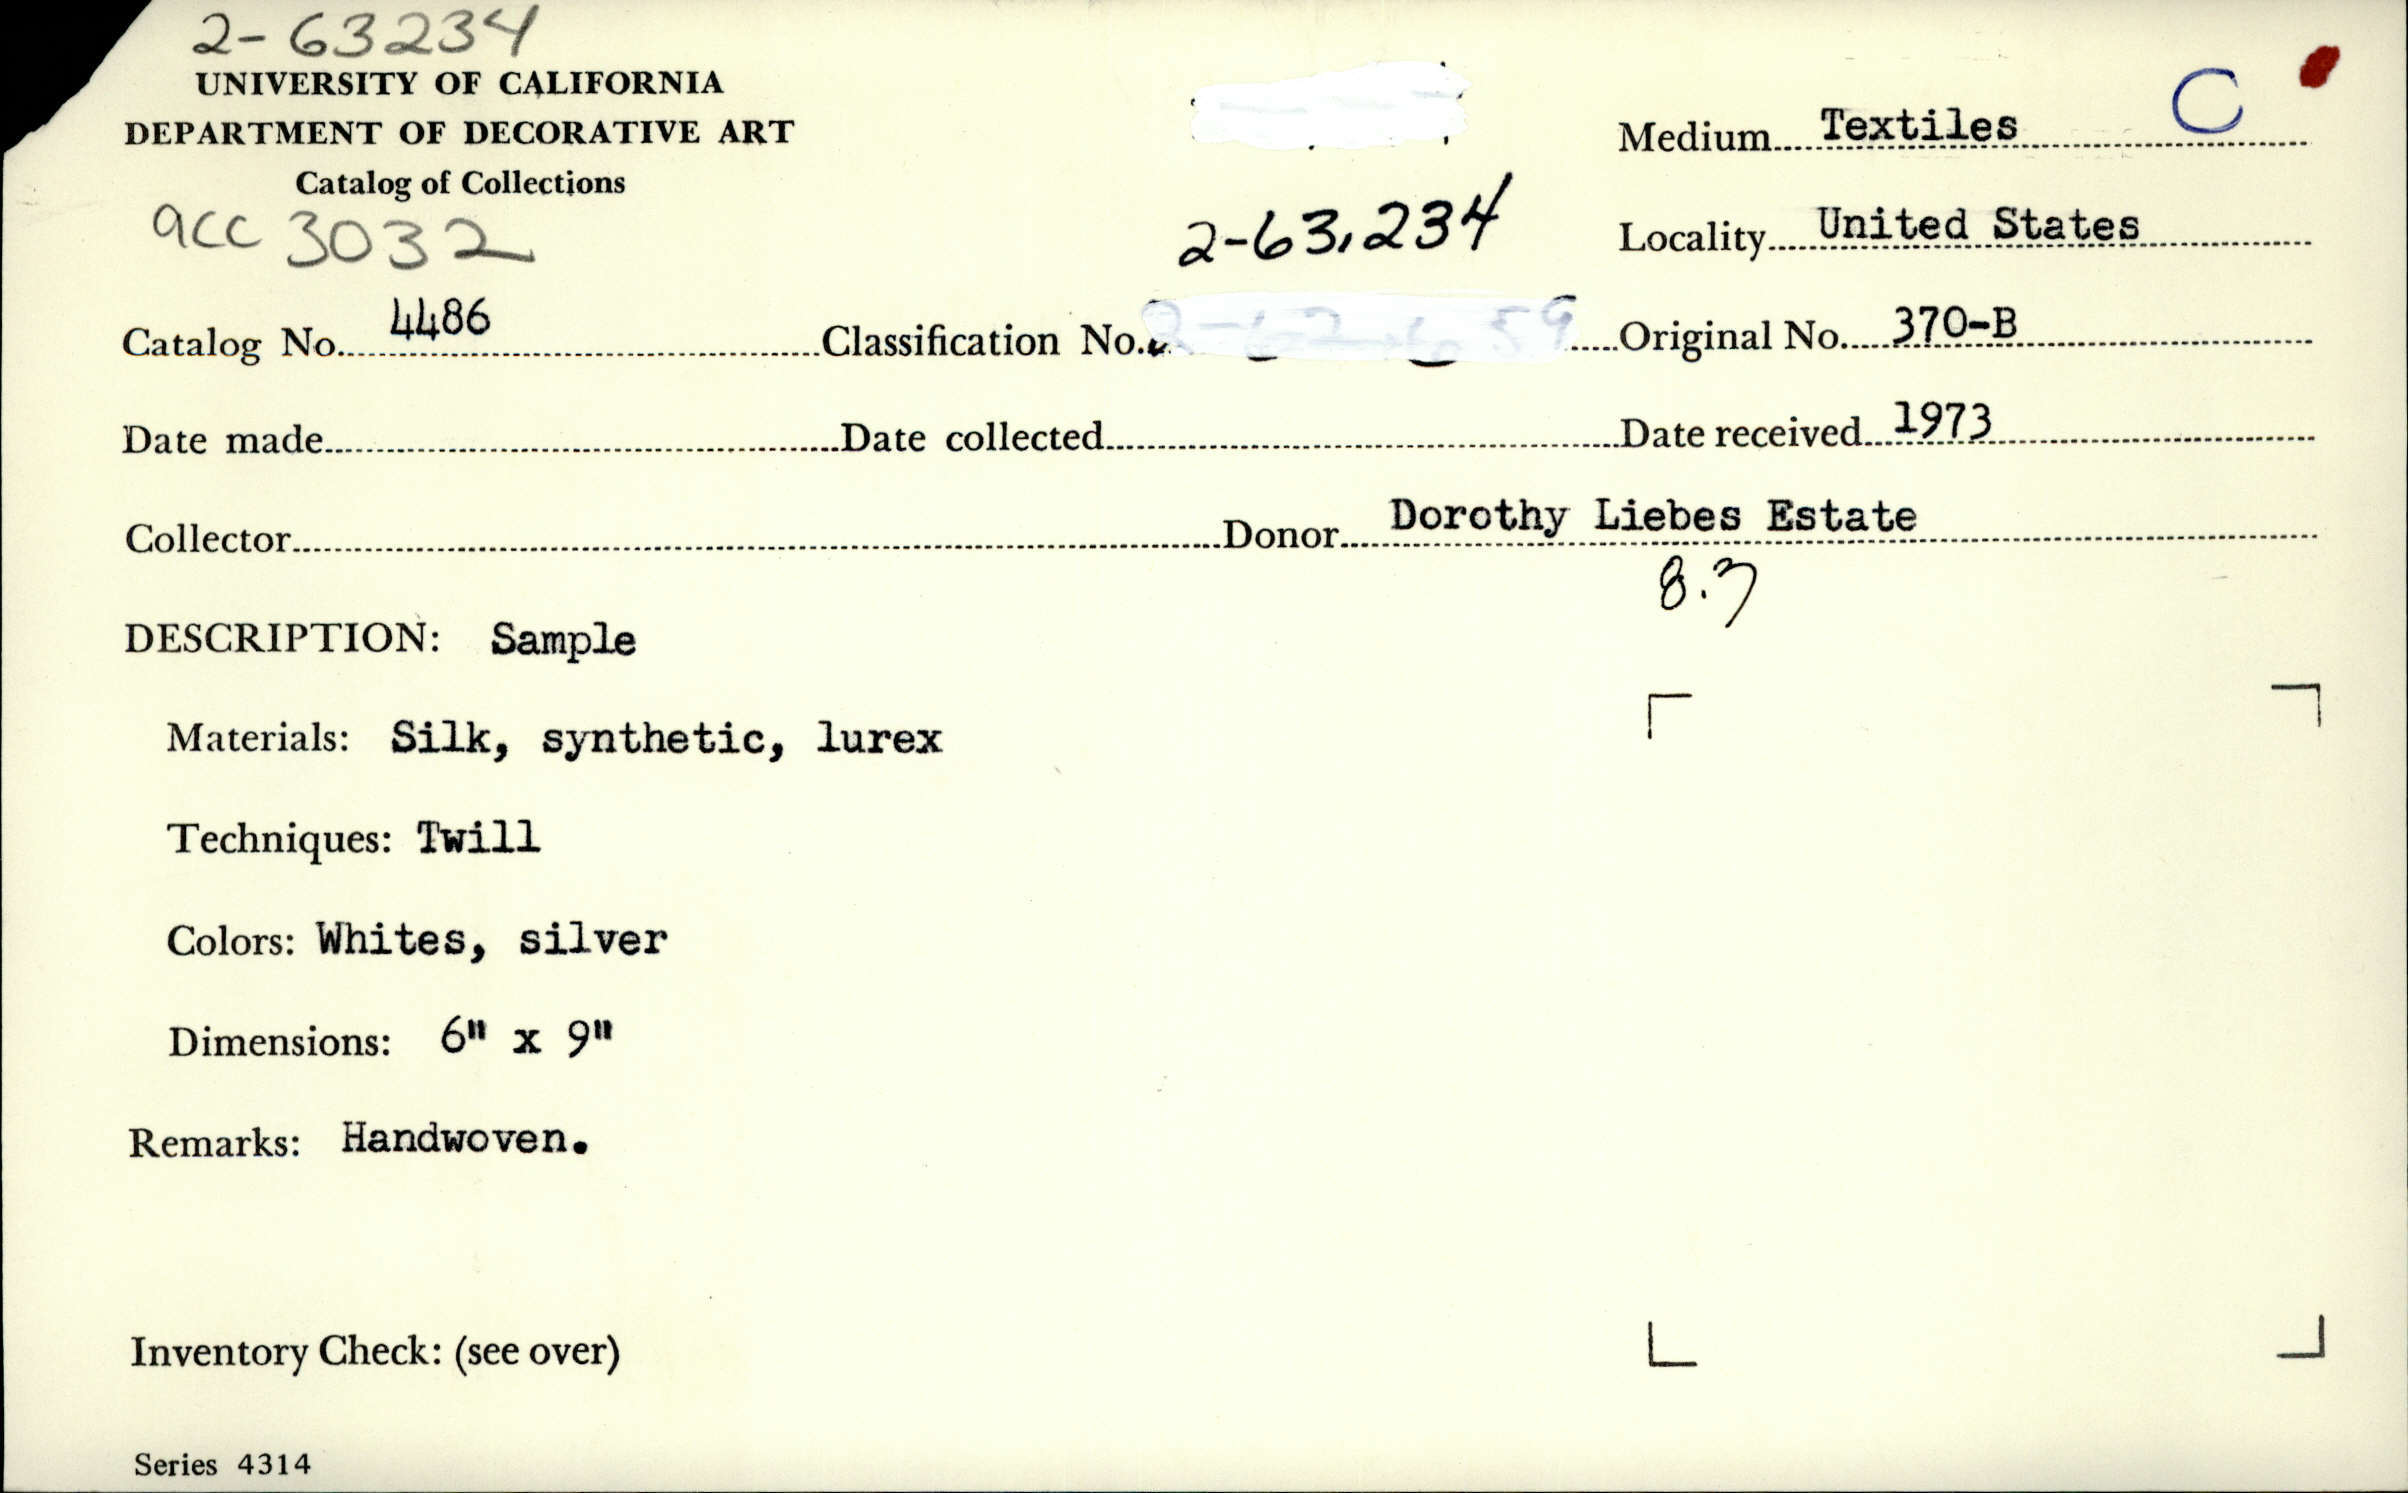 2-63234
UNIVERSITY OF CALIFORNIA
DEPARTMENT OF DECORATIVE ART
Catalog of Collections
acc 3032
2-63,234
Medium Textiles C
Locality United States
Catalog No. 4486 Classification No. Original No. 370-B
Date made Date collected Date received 1973
Collector Donor Dorothy Liebes Estate
8.7
DESCRIPTION: Sample
Materials: Silk, synthetic, lurex
Techniques: Twill
Colors: Whites, silver
Dimensions: 6" x 9"
Remarks: Handwoven.
Inventory Check: (see over)
Series 4314